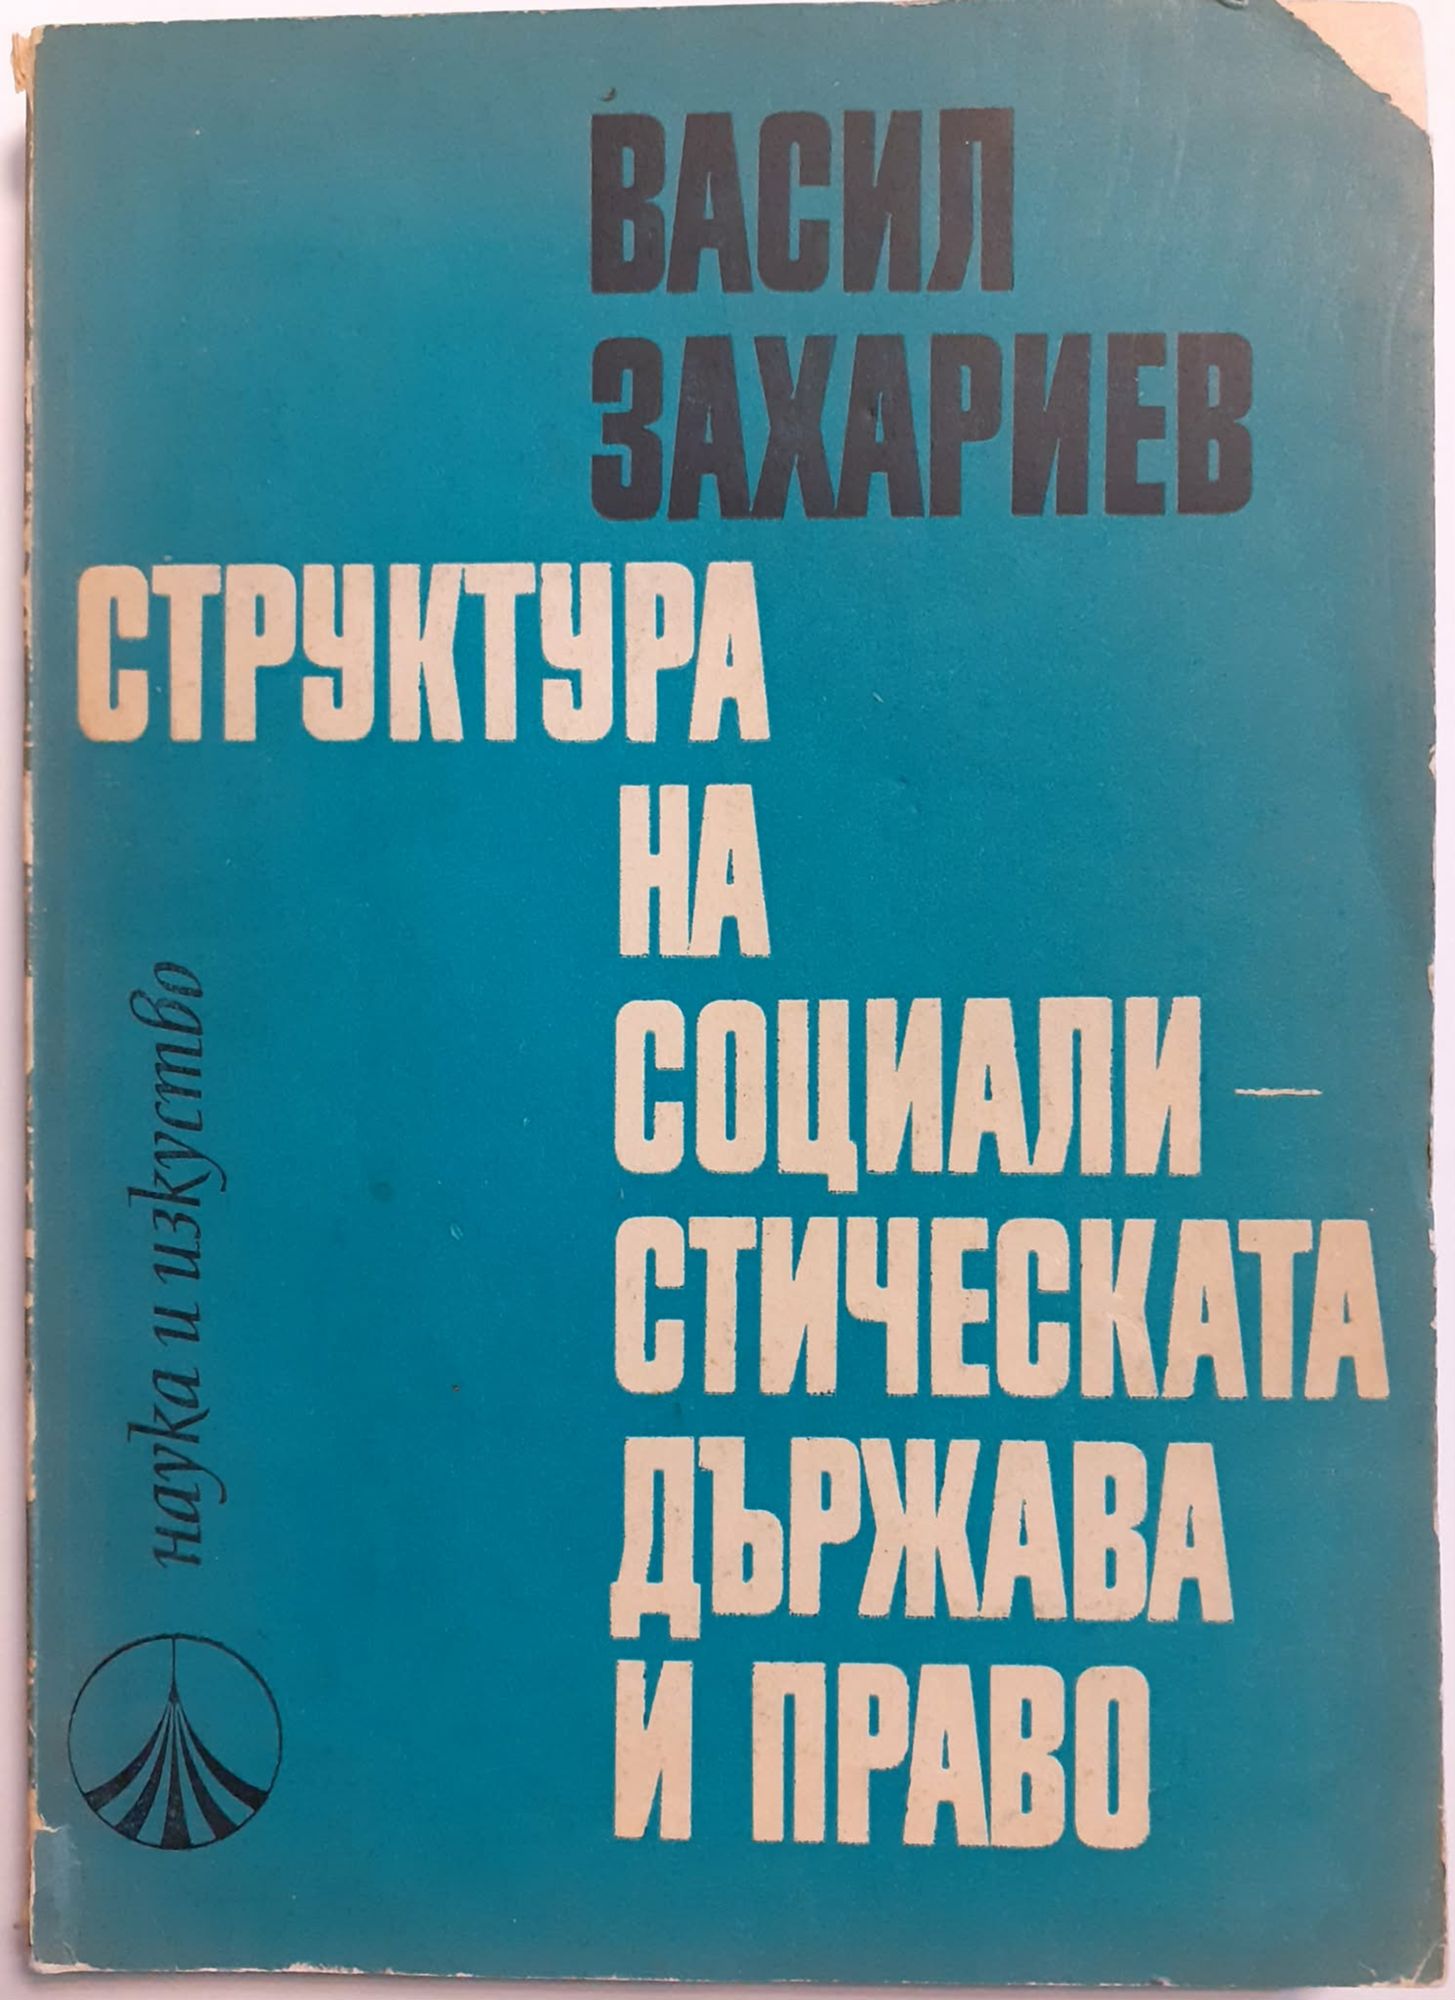 ВАСИЛ
ЗАХАРИЕВ
СТРУКТУРА
НА
СОЦИАЛИ–
СТИЧЕСКАТА
ДЪРЖАВА
И ПРАВО
наука и изкуство